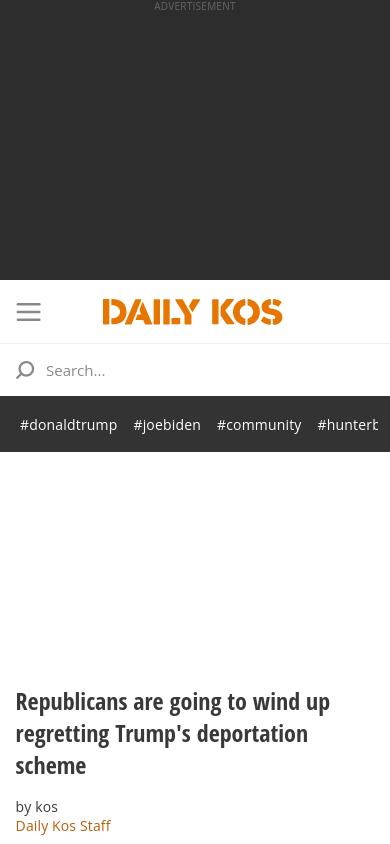 ADVERTISEMENT
DAILY KOS
Search...
#donaldtrump #joebiden #community #hunterb
Republicans are going to wind up
regretting Trump's deportation
scheme
by kos
Daily Kos Staff